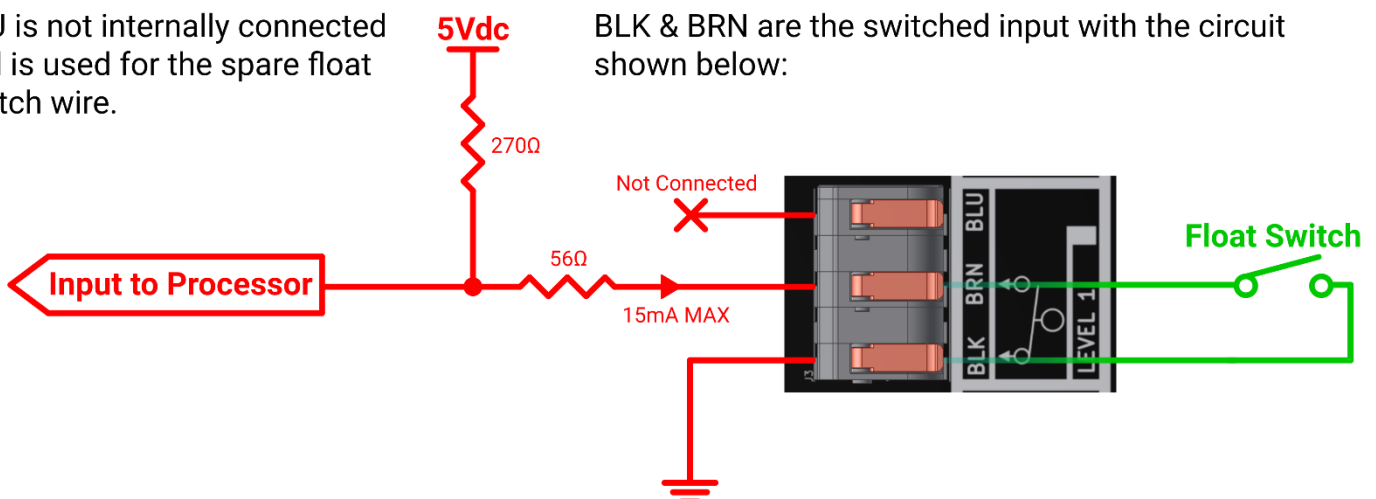 is not internally connected
is used for the spare float
wire.
5Vdc
BLK & BRN are the switched input with the circuit
shown below:
270Ω
Not Connected
56Ω
15mA MAX
Input to Processor
BLU
BRN
BLK
LEVEL 1
J3
Float Switch